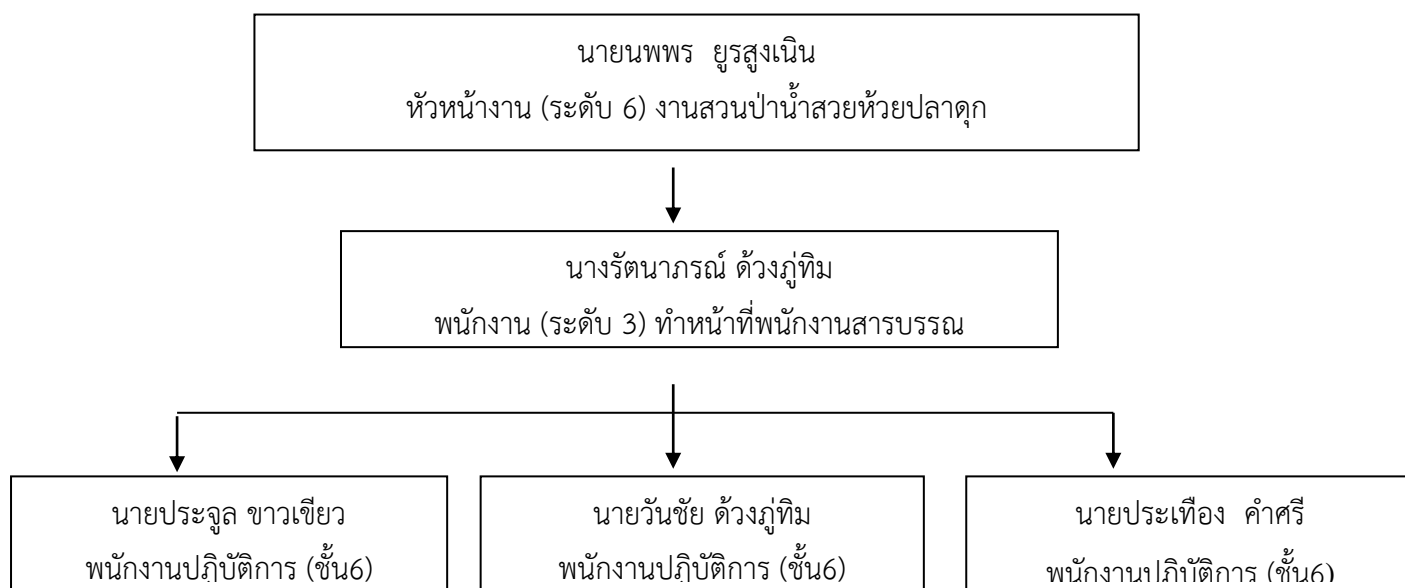 นายนพพร  ยูรสูงเนิน
หัวหน้างาน (ระดับ 6) งานสวนป่าน้ำสวยห้วยปลาดุก
นางรัตนาภรณ์ ด้วงภู่ทิม
พนักงาน (ระดับ 3) ทำหน้าที่พนักงานสารบรรณ
นายประจูล ขาวเขียว
พนักงานปฏิบัติการ (ชั้น6)
นายวันชัย ด้วงภู่ทิม
พนักงานปฏิบัติการ (ชั้น6)
นายประเทือง  คำศรี
พนักงานปฏิบัติการ (ชั้น6)